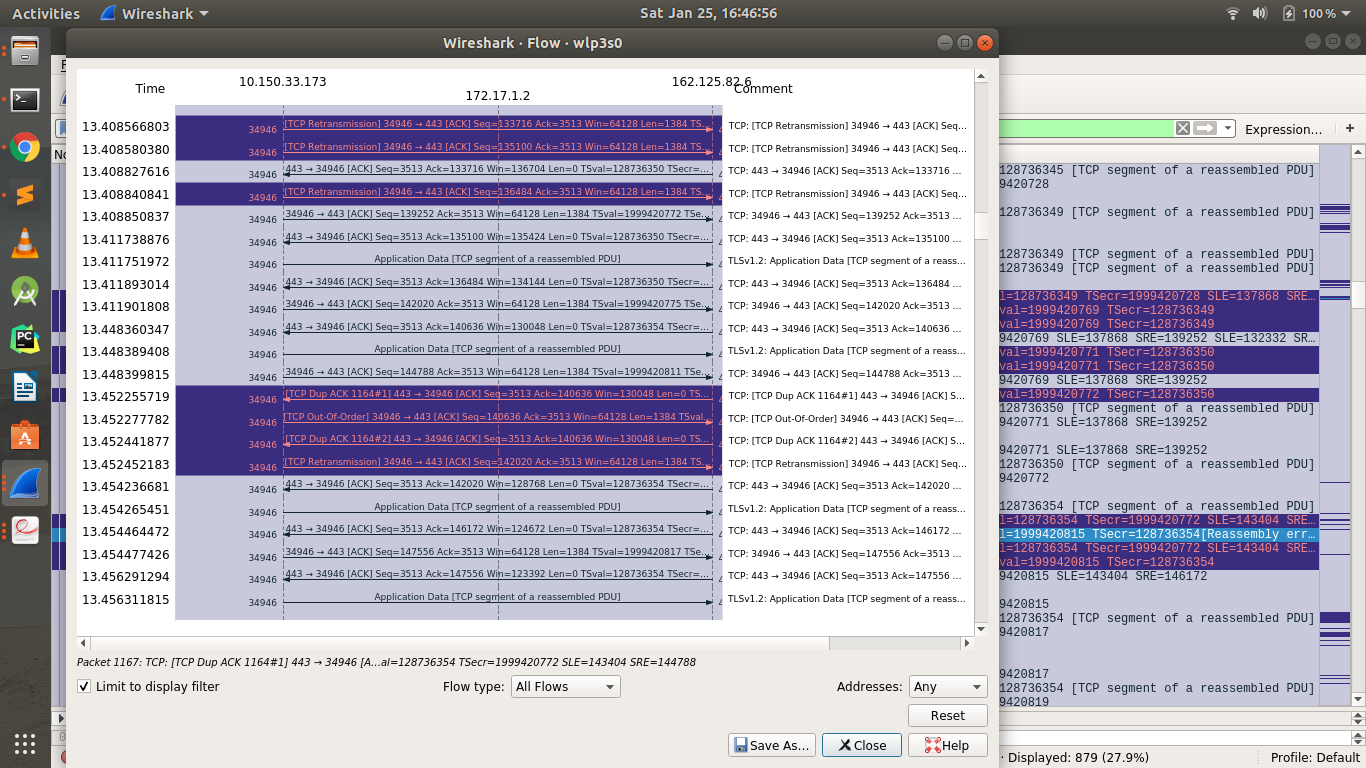 Activities
Wireshark
Sat Jan 25, 16:46:56
100 %
Wireshark · Flow · wlp3s0
Time
10.150.33.173
172.17.1.2
162.125.82.6
Comment
13.408566803
34946
[TCP Retransmission] 34946 → 443 [ACK] Seq=133716 Ack=3513 Win=64128 Len=1384 TS…
TCP: [TCP Retransmission] 34946 → 443 [ACK] Seq…
13.408580380
34946
[TCP Retransmission] 34946 → 443 [ACK] Seq=135100 Ack=3513 Win=64128 Len=1384 TS…
TCP: [TCP Retransmission] 34946 → 443 [ACK] Seq…
13.408827616
34946
443 → 34946 [ACK] Seq=3513 Ack=133716 Win=136704 Len=0 TSval=128736350 TSecr=…
TCP: 443 → 34946 [ACK] Seq=3513 Ack=133716 …
13.408840841
34946
[TCP Retransmission] 34946 → 443 [ACK] Seq=136484 Ack=3513 Win=64128 Len=1384 TS…
TCP: [TCP Retransmission] 34946 → 443 [ACK] Seq…
13.408850837
34946
34946 → 443 [ACK] Seq=139252 Ack=3513 Win=64128 Len=1384 TSval=1999420772 TSe…
TCP: 34946 → 443 [ACK] Seq=139252 Ack=3513 …
13.411738876
34946
443 → 34946 [ACK] Seq=3513 Ack=135100 Win=135424 Len=0 TSval=128736350 TSecr=…
TCP: 443 → 34946 [ACK] Seq=3513 Ack=135100 …
13.411751972
34946
Application Data [TCP segment of a reassembled PDU]
TLSv1.2: Application Data [TCP segment of a reass…
13.411893014
34946
443 → 34946 [ACK] Seq=3513 Ack=136484 Win=134144 Len=0 TSval=128736350 TSecr=…
TCP: 443 → 34946 [ACK] Seq=3513 Ack=136484 …
13.411901808
34946
34946 → 443 [ACK] Seq=142020 Ack=3513 Win=64128 Len=1384 TSval=1999420775 TSe…
TCP: 34946 → 443 [ACK] Seq=142020 Ack=3513 …
13.448360347
34946
443 → 34946 [ACK] Seq=3513 Ack=140636 Win=130048 Len=0 TSval=128736354 TSecr=…
TCP: 443 → 34946 [ACK] Seq=3513 Ack=140636 …
13.448389408
34946
Application Data [TCP segment of a reassembled PDU]
TLSv1.2: Application Data [TCP segment of a reass…
13.448399815
34946
34946 → 443 [ACK] Seq=144788 Ack=3513 Win=64128 Len=1384 TSval=1999420811 TSe…
TCP: 34946 → 443 [ACK] Seq=144788 Ack=3513 …
13.452255719
34946
[TCP Dup ACK 1164#1] 443 → 34946 [ACK] Seq=3513 Ack=140636 Win=130048 Len=0 TS…
TCP: [TCP Dup ACK 1164#1] 443 → 34946 [ACK] S…
13.452277782
34946
[TCP Out-Of-Order] 34946 → 443 [ACK] Seq=140636 Ack=3513 Win=64128 Len=1384 TSval…
TCP: [TCP Out-Of-Order] 34946 → 443 [ACK] Seq=…
13.452441877
34946
[TCP Dup ACK 1164#2] 443 → 34946 [ACK] Seq=3513 Ack=140636 Win=130048 Len=0 TS…
TCP: [TCP Dup ACK 1164#2] 443 → 34946 [ACK] S…
13.452452183
34946
[TCP Retransmission] 34946 → 443 [ACK] Seq=142020 Ack=3513 Win=64128 Len=1384 TS…
TCP: [TCP Retransmission] 34946 → 443 [ACK] Seq…
13.454236681
34946
443 → 34946 [ACK] Seq=3513 Ack=142020 Win=128768 Len=0 TSval=128736354 TSecr=…
TCP: 443 → 34946 [ACK] Seq=3513 Ack=142020 …
13.454265451
34946
Application Data [TCP segment of a reassembled PDU]
TLSv1.2: Application Data [TCP segment of a reass…
13.454464472
34946
443 → 34946 [ACK] Seq=3513 Ack=146172 Win=124672 Len=0 TSval=128736354 TSecr=…
TCP: 443 → 34946 [ACK] Seq=3513 Ack=146172 …
13.454477426
34946
34946 → 443 [ACK] Seq=147556 Ack=3513 Win=64128 Len=1384 TSval=1999420817 TSe…
TCP: 34946 → 443 [ACK] Seq=147556 Ack=3513 …
13.456291294
34946
443 → 34946 [ACK] Seq=3513 Ack=147556 Win=123392 Len=0 TSval=128736354 TSecr=…
TCP: 443 → 34946 [ACK] Seq=3513 Ack=147556 …
13.456311815
34946
Application Data [TCP segment of a reassembled PDU]
TLSv1.2: Application Data [TCP segment of a reass…
Packet 1167: TCP: [TCP Dup ACK 1164#1] 443 → 34946 [A…al=128736354 TSecr=1999420772 SLE=143404 SRE=144788
Limit to display filter
Flow type:
All Flows
Addresses:
Any
Reset
Save As…
Close
Help
Expression…
+
128736345 [TCP segment of a reassembled PDU]
9420728
128736349 [TCP segment of a reassembled PDU]
128736349 [TCP segment of a reassembled PDU]
128736349 [TCP segment of a reassembled PDU]
l=128736349 TSecr=1999420728 SLE=137868 SRE…
val=1999420769 TSecr=128736349
val=1999420769 TSecr=128736349
9420769 SLE=137868 SRE=139252 SLE=132332 SR…
val=1999420771 TSecr=128736350
val=1999420771 TSecr=128736350
9420769 SLE=137868 SRE=139252
val=1999420772 TSecr=128736350
128736350 [TCP segment of a reassembled PDU]
9420771 SLE=137868 SRE=139252
9420771 SLE=137868 SRE=139252
128736350 [TCP segment of a reassembled PDU]
9420772
128736354 [TCP segment of a reassembled PDU]
l=128736354 TSecr=1999420772 SLE=143404 SRE…
l=1999420815 TSecr=128736354[Reassembly err…
l=128736354 TSecr=1999420772 SLE=143404 SRE…
val=1999420815 TSecr=128736354
9420815 SLE=143404 SRE=146172
9420815
128736354 [TCP segment of a reassembled PDU]
9420817
9420817
128736354 [TCP segment of a reassembled PDU]
9420819
· Displayed: 879 (27.9%)
Profile: Default